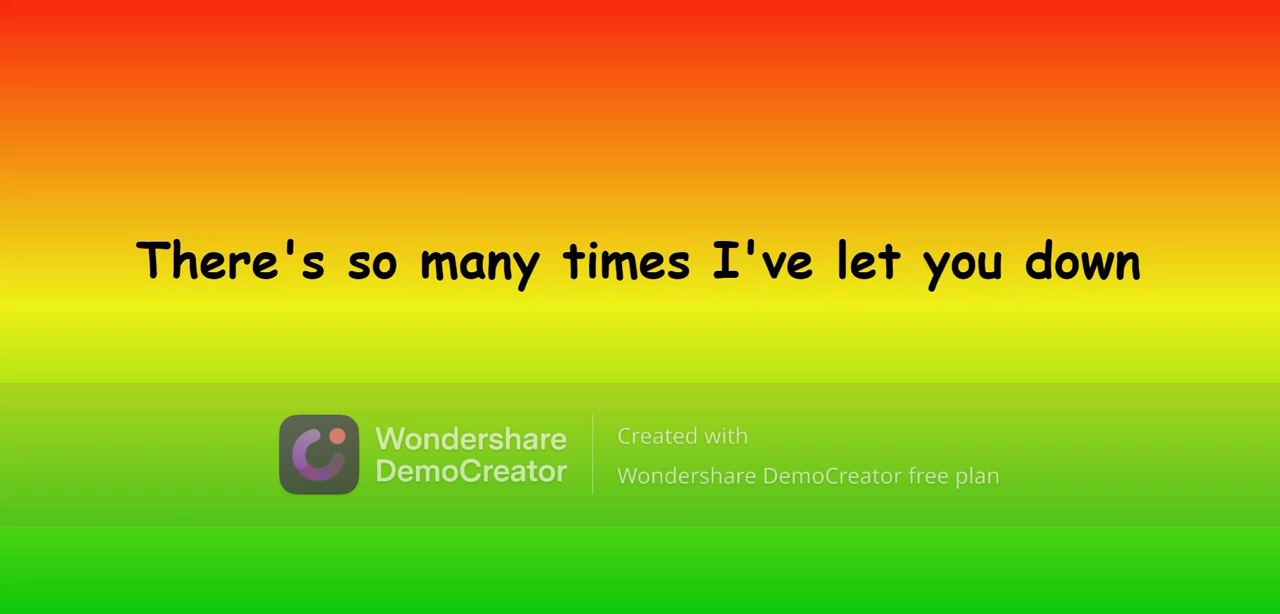 There's so many times I've let you down
Wondershare
DemoCreator
Created with
Wondershare DemoCreator free plan